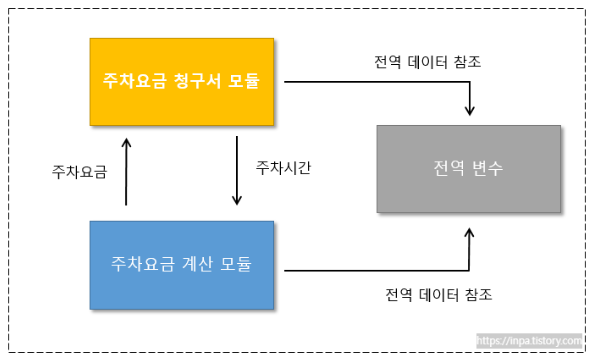 주차요금 청구서 모듈
전역 데이터 참조
주차요금
주차시간
전역 변수
주차요금 계산 모듈
전역 데이터 참조
https://inpa.tistory.com